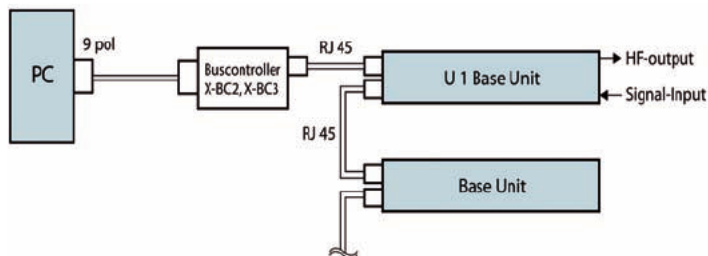 PC
9 pol
Buscontroller
X-BC2, X-BC3
RJ 45
U 1 Base Unit
HF-output
Signal-Input
RJ 45
Base Unit